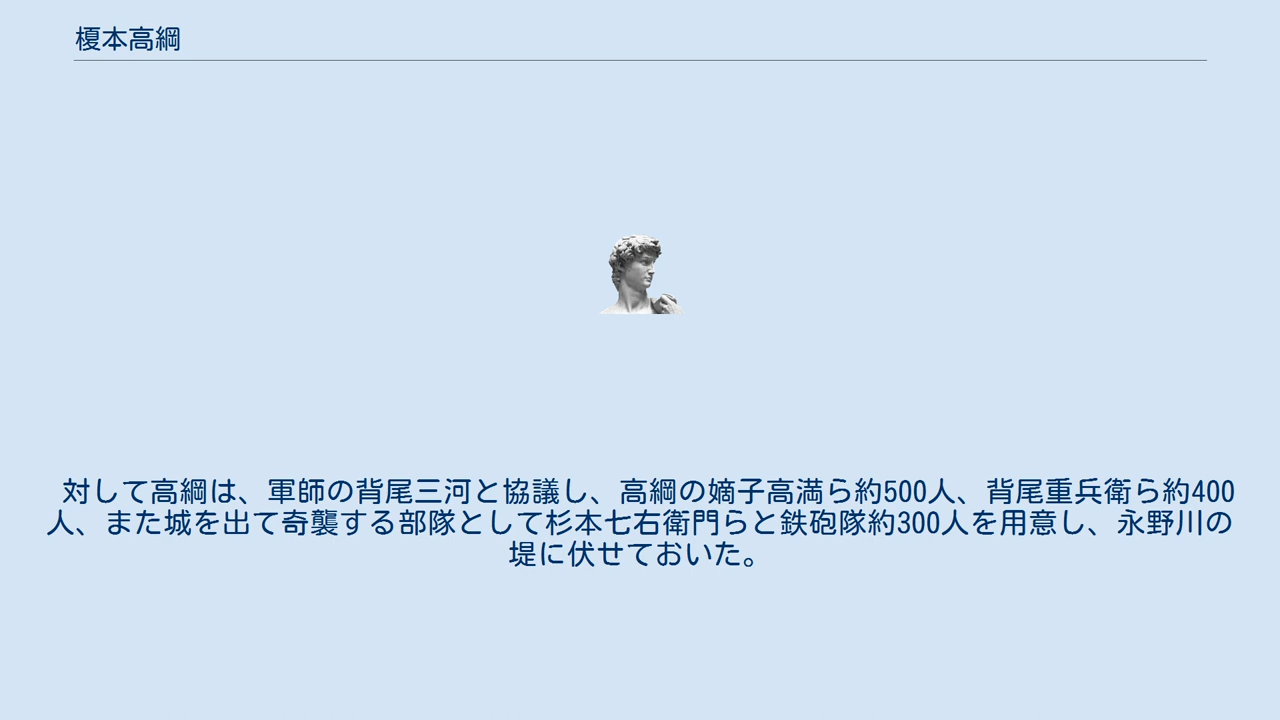 榎本高綱
対して高綱は、軍師の背尾三河と協議し、高綱の嫡子高満ら約500人、背尾重兵衛ら約400
人、また城を出て奇襲する部隊として杉本七右衛門らと鉄砲隊約300人を用意し、永野川の
堤に伏せておいた。